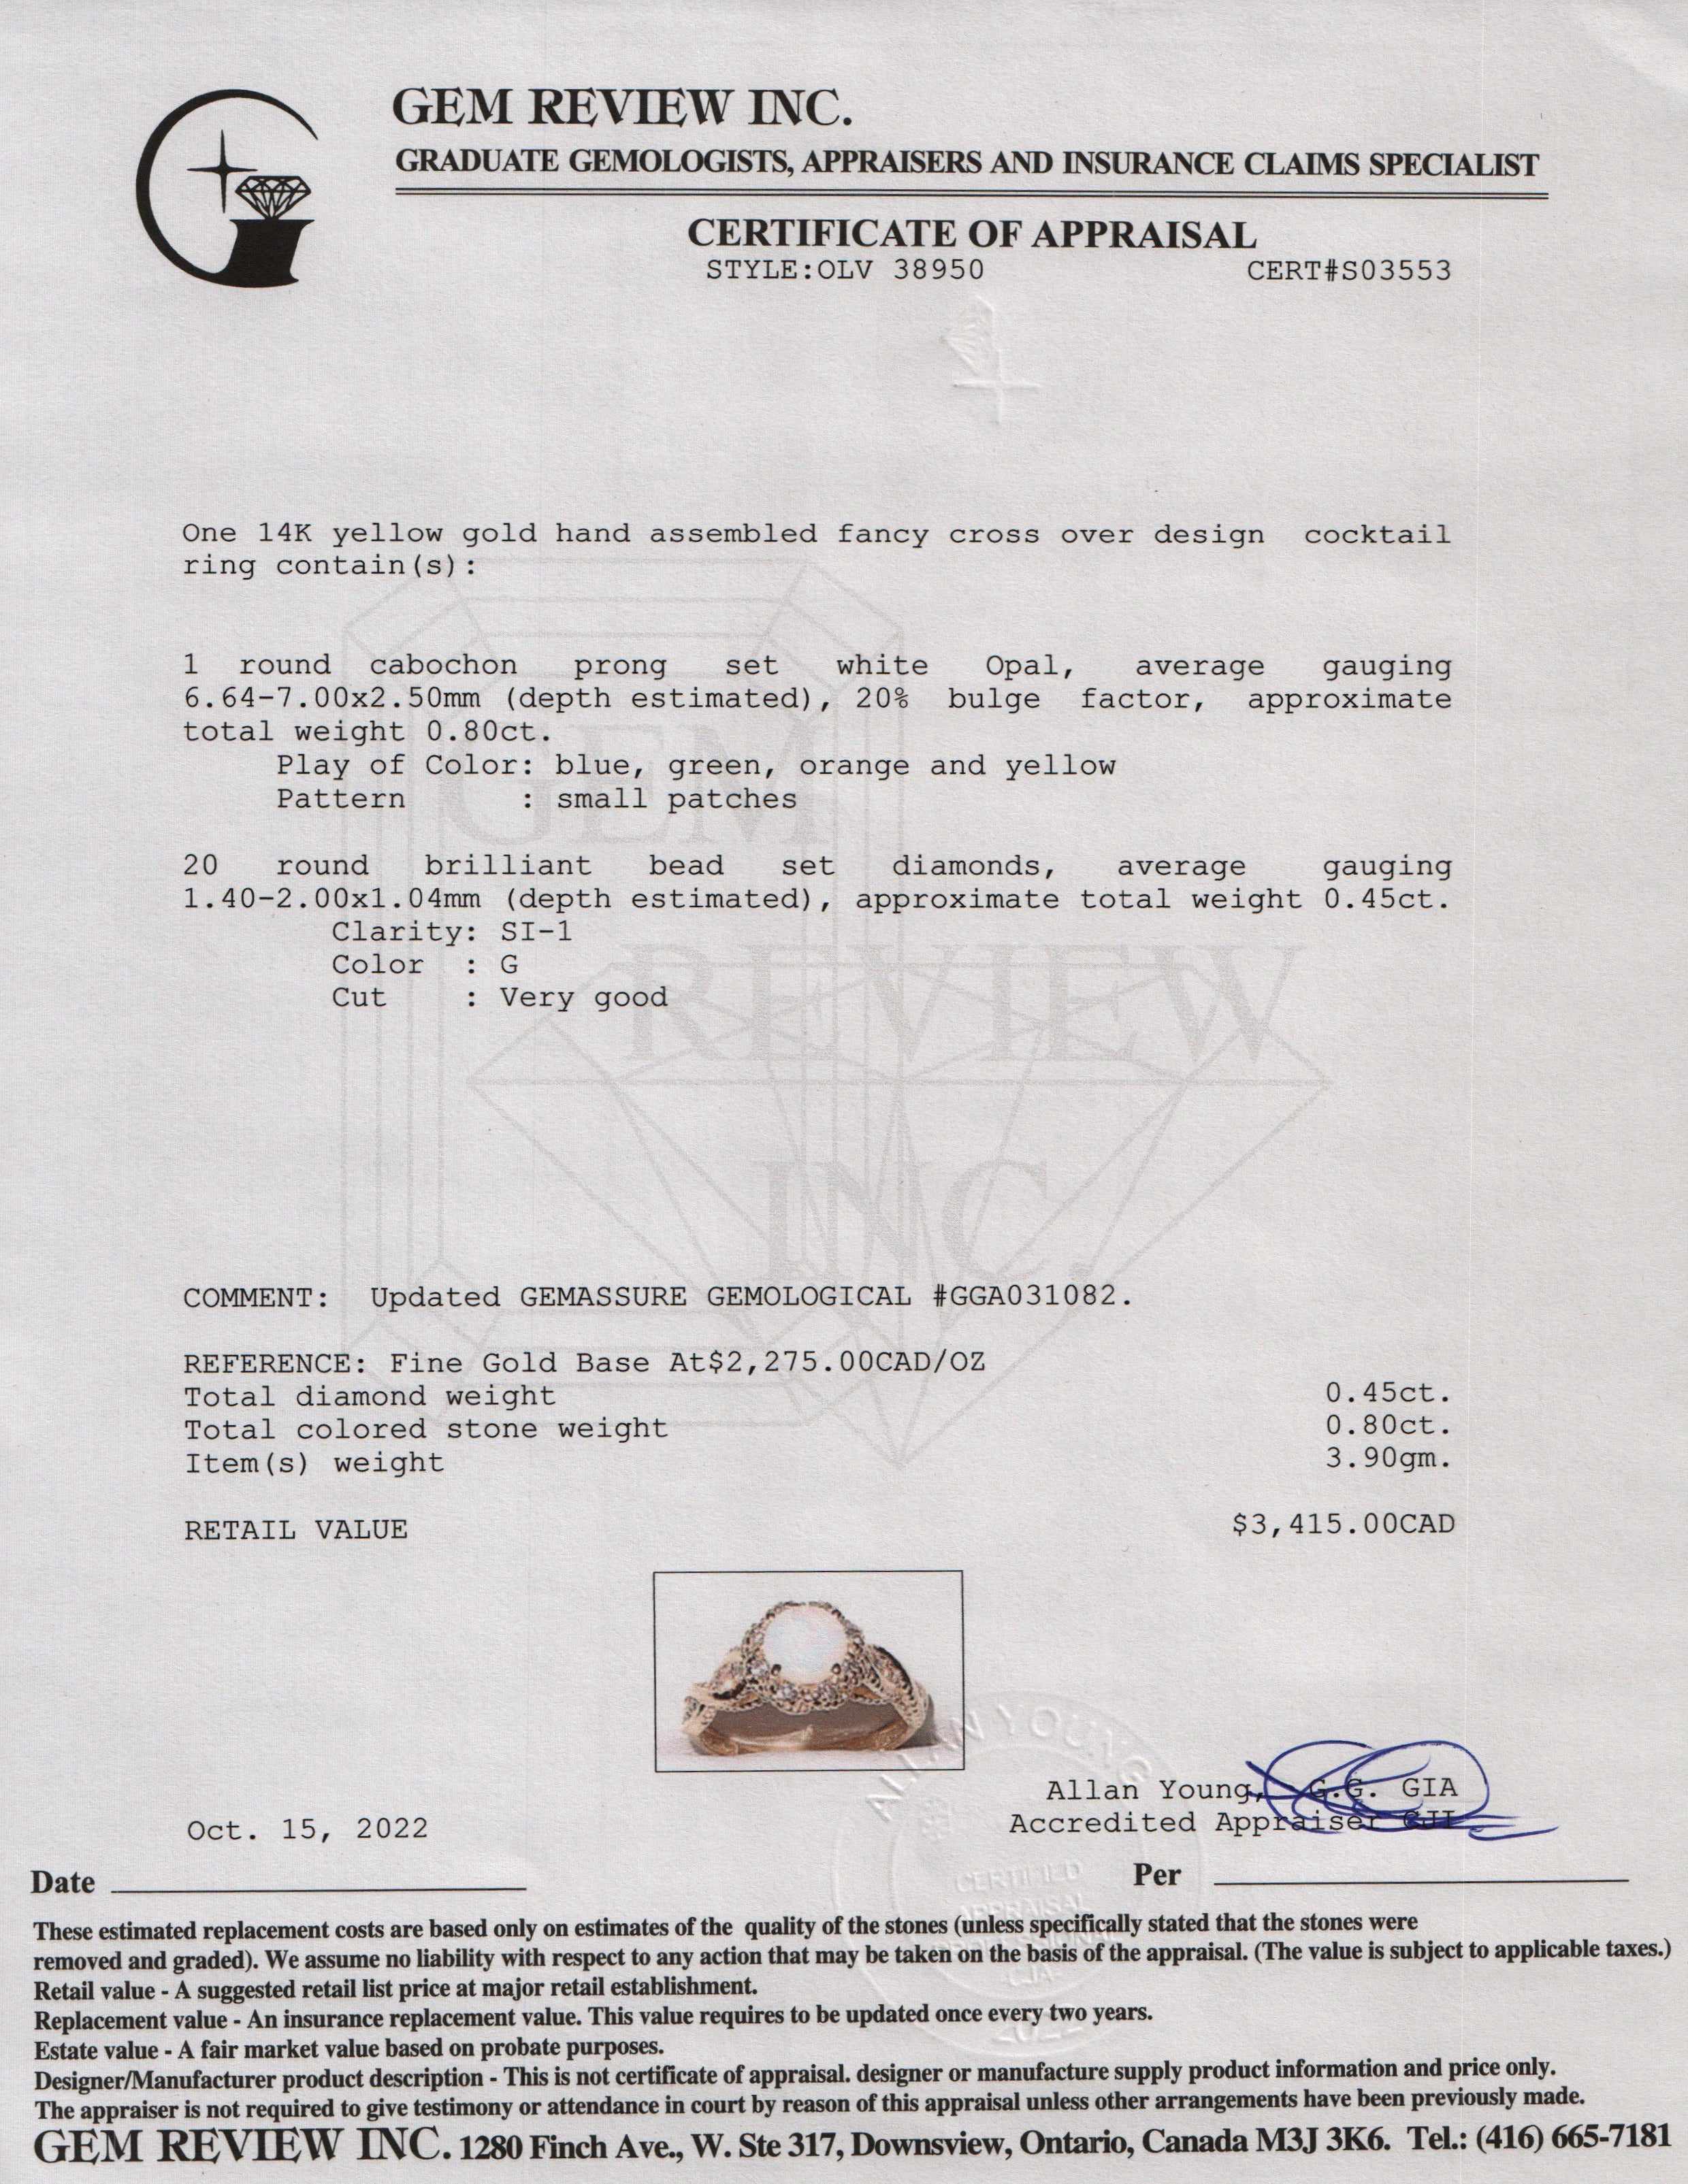 GEM REVIEW INC.
GRADUATE GEMOLOGISTS, APPRAISERS AND INSURANCE CLAIMS SPECIALIST
CERTIFICATE OF APPRAISAL
STYLE:OLV 38950 CERT#S03553
One 14K yellow gold hand assembled fancy cross over design cocktail
ring contain(s):
1 round cabochon prong set white Opal, average gauging
6.64-7.00x2.50mm (depth estimated), 20% bulge factor, approximate
total weight 0.80ct.
Play of Color: blue, green, orange and yellow
Pattern : small patches
GEM
20 round brilliant bead set diamonds, average gauging
1.40-2.00x1.04mm (depth estimated), approximate total weight 0.45ct.
Clarity: SI-1
Color : G
Cut : Very good
REVIEW
INC.
COMMENT: Updated GEMASSURE GEMOLOGICAL #GGA031082.
REFERENCE: Fine Gold Base At$2,275.00CAD/OZ
Total diamond weight 0.45ct.
Total colored stone weight 0.80ct.
Item(s) weight 3.90gm.
RETAIL VALUE $3,415.00CAD
ALLAN YOUNG
Allan Young, G.G. GIA
Accredited Appraiser CJI
Oct. 15, 2022
CERTIFIED
APPRAISAL
PROFESSIONAL
Date
Per
These estimated replacement costs are based only on estimates of the quality of the stones (unless specifically stated that the stones were
removed and graded). We assume no liability with respect to any action that may be taken on the basis of the appraisal. (The value is subject to applicable taxes.)
Retail value - A suggested retail list price at major retail establishment.
Replacement value - An insurance replacement value. This value requires to be updated once every two years.
Estate value - A fair market value based on probate purposes.
Designer/Manufacturer product description - This is not certificate of appraisal. designer or manufacture supply product information and price only.
The appraiser is not required to give testimony or attendance in court by reason of this appraisal unless other arrangements have been previously made.
GEM REVIEW INC. 1280 Finch Ave., W. Ste 317, Downsview, Ontario, Canada M3J 3K6. Tel.: (416) 665-7181